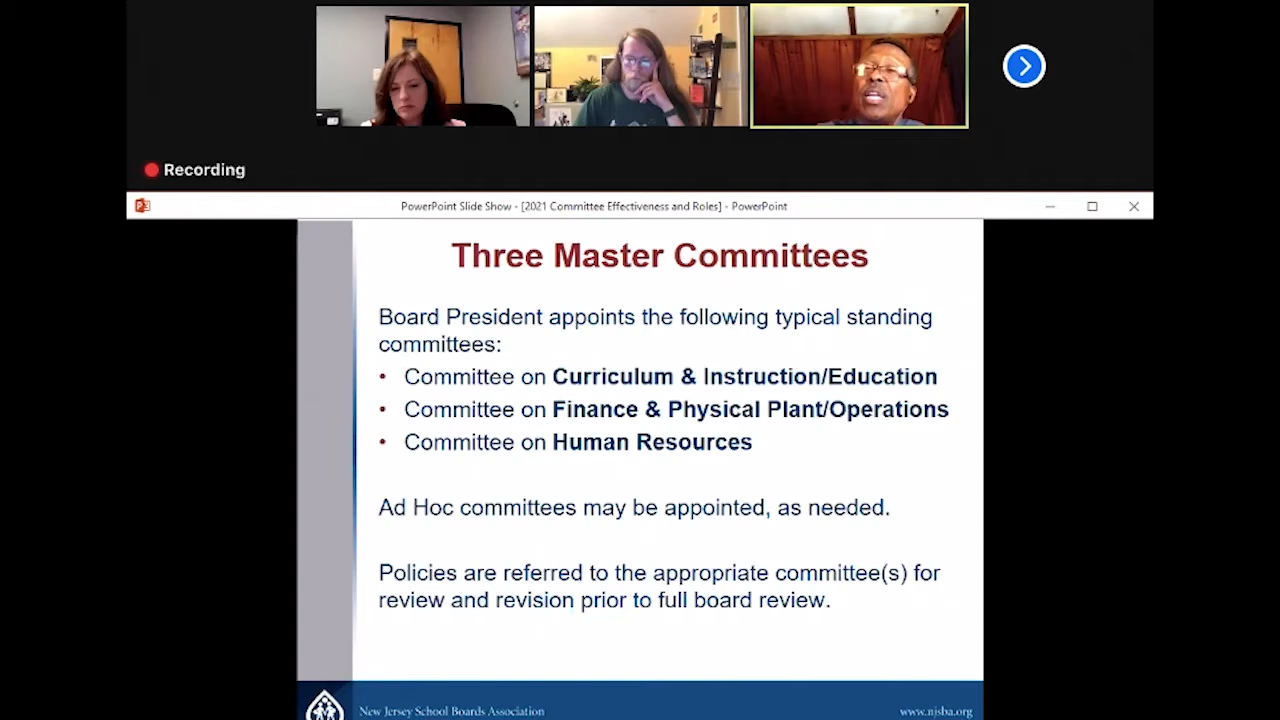 Recording
PowerPoint Slide Show - [2021 Committee Effectiveness and Roles] - PowerPoint
Three Master Committees
Board President appoints the following typical standing
committees:
• Committee on Curriculum & Instruction/Education
• Committee on Finance & Physical Plant/Operations
• Committee on Human Resources
Ad Hoc committees may be appointed, as needed.
Policies are referred to the appropriate committee(s) for
review and revision prior to full board review.
New Jersey School Boards Association
www.njsba.org